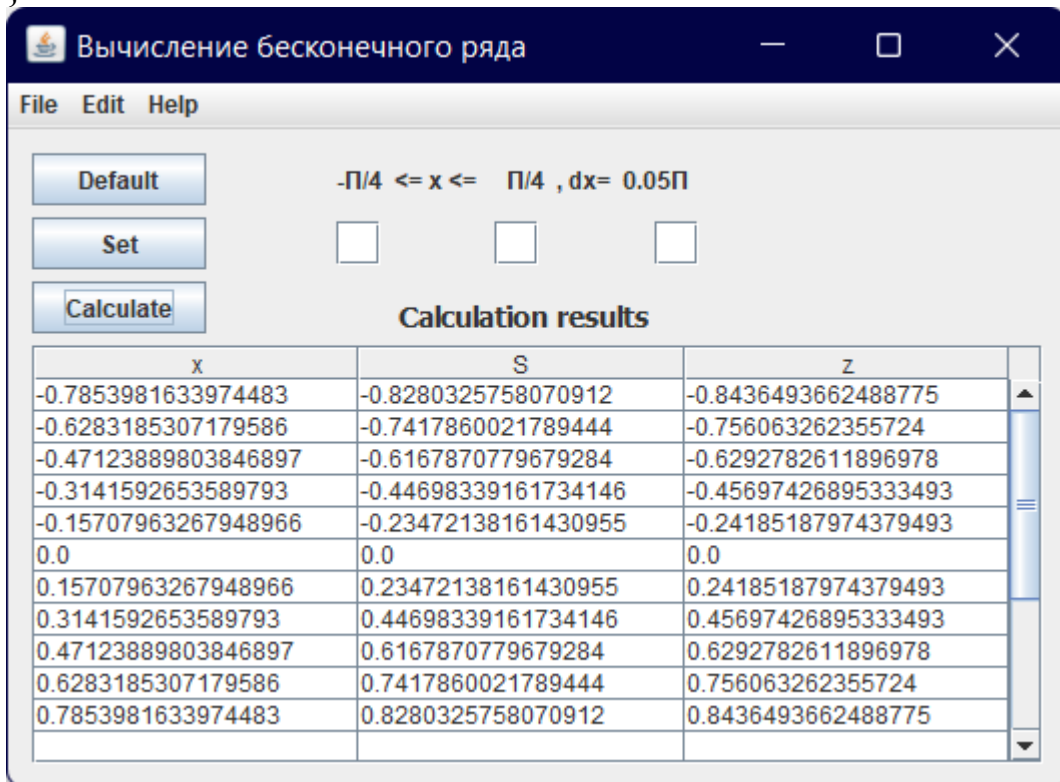 Вычисление бесконечного ряда
File Edit Help
Default
-П/4 <= x <= П/4 , dx= 0.05П
Set
Calculate
Calculation results
x S z
-0.7853981633974483 -0.8280325758070912 -0.8436493662488775
-0.6283185307179586 -0.7417860021789444 -0.756063262355724
-0.47123889803846897 -0.6167870779679284 -0.6292782611896978
-0.3141592653589793 -0.44698339161734146 -0.45697426895333493
-0.15707963267948966 -0.23472138161430955 -0.24185187974379493
0.0 0.0 0.0
0.15707963267948966 0.23472138161430955 0.24185187974379493
0.3141592653589793 0.44698339161734146 0.45697426895333493
0.47123889803846897 0.6167870779679284 0.6292782611896978
0.6283185307179586 0.7417860021789444 0.756063262355724
0.7853981633974483 0.8280325758070912 0.8436493662488775